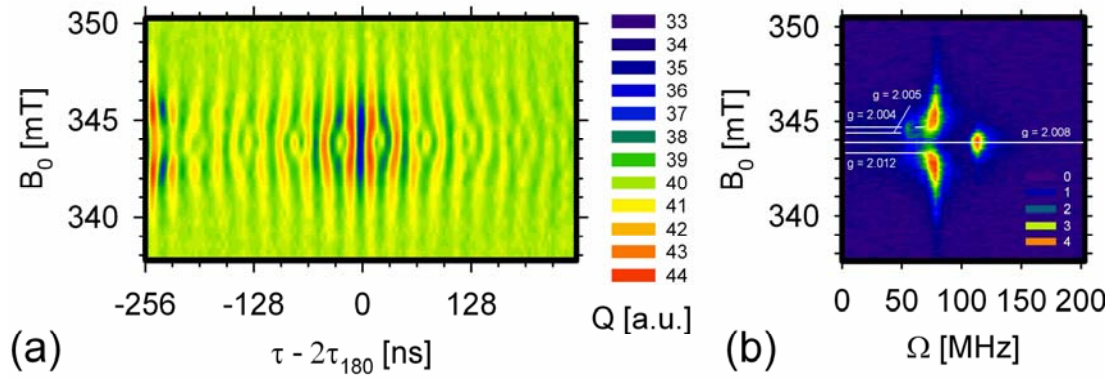 350
345
340
B₀ [mT]
-256
-128
0
128
τ - 2τ₁₈₀ [ns]
(a)
33
34
35
36
37
38
39
40
41
42
43
44
Q [a.u.]
350
345
340
B₀ [mT]
g = 2.005
g = 2.004
g = 2.008
g = 2.012
0
1
2
3
4
0
50
100
150
200
Ω [MHz]
(b)